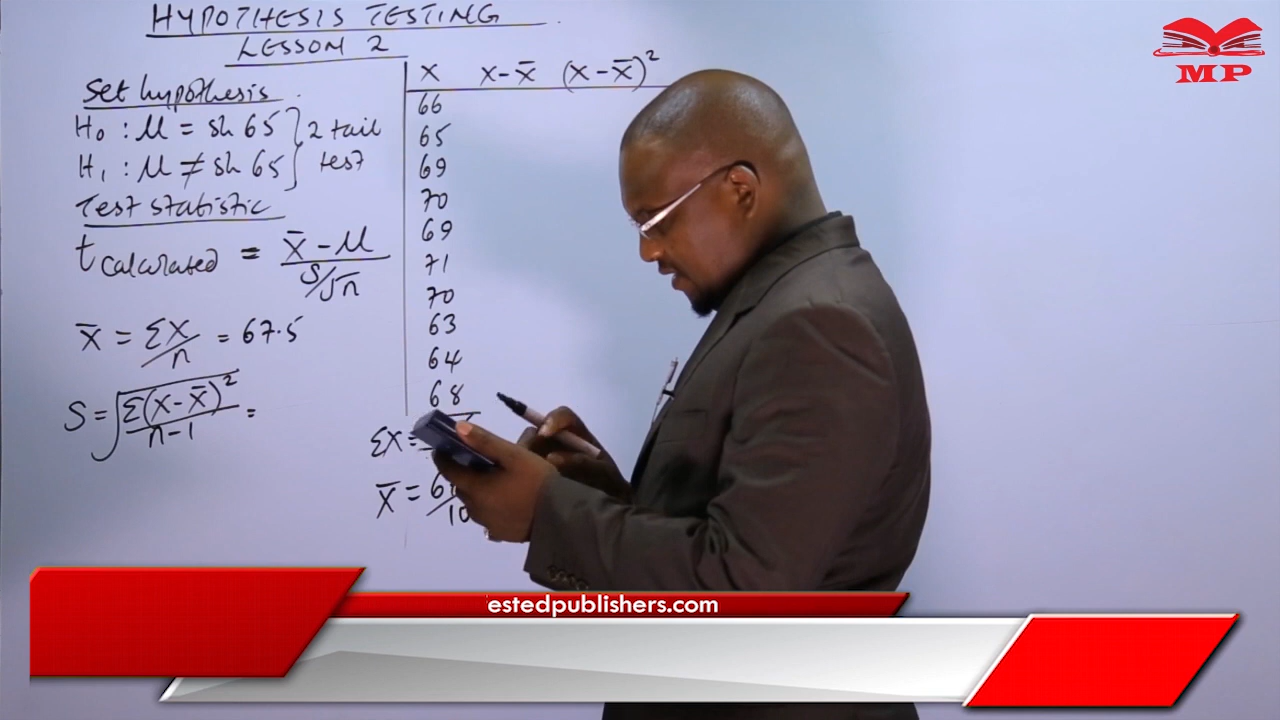 HYPOTHESIS TESTING
LESSON 2
Set hypothesis
H₀ : μ = sh 65
H₁ : μ ≠ sh 65
2 tail
test
Test statistic
t calculated = x̄ - μ
S/√n
x̄ = Σx/n = 67.5
S = √Σ(x-x̄)²/n-1 =
x x-x̄ (x-x̄)²
66
65
69
70
69
71
70
63
64
68
Σx =
x̄ =
10
MP
estedpublishers.com